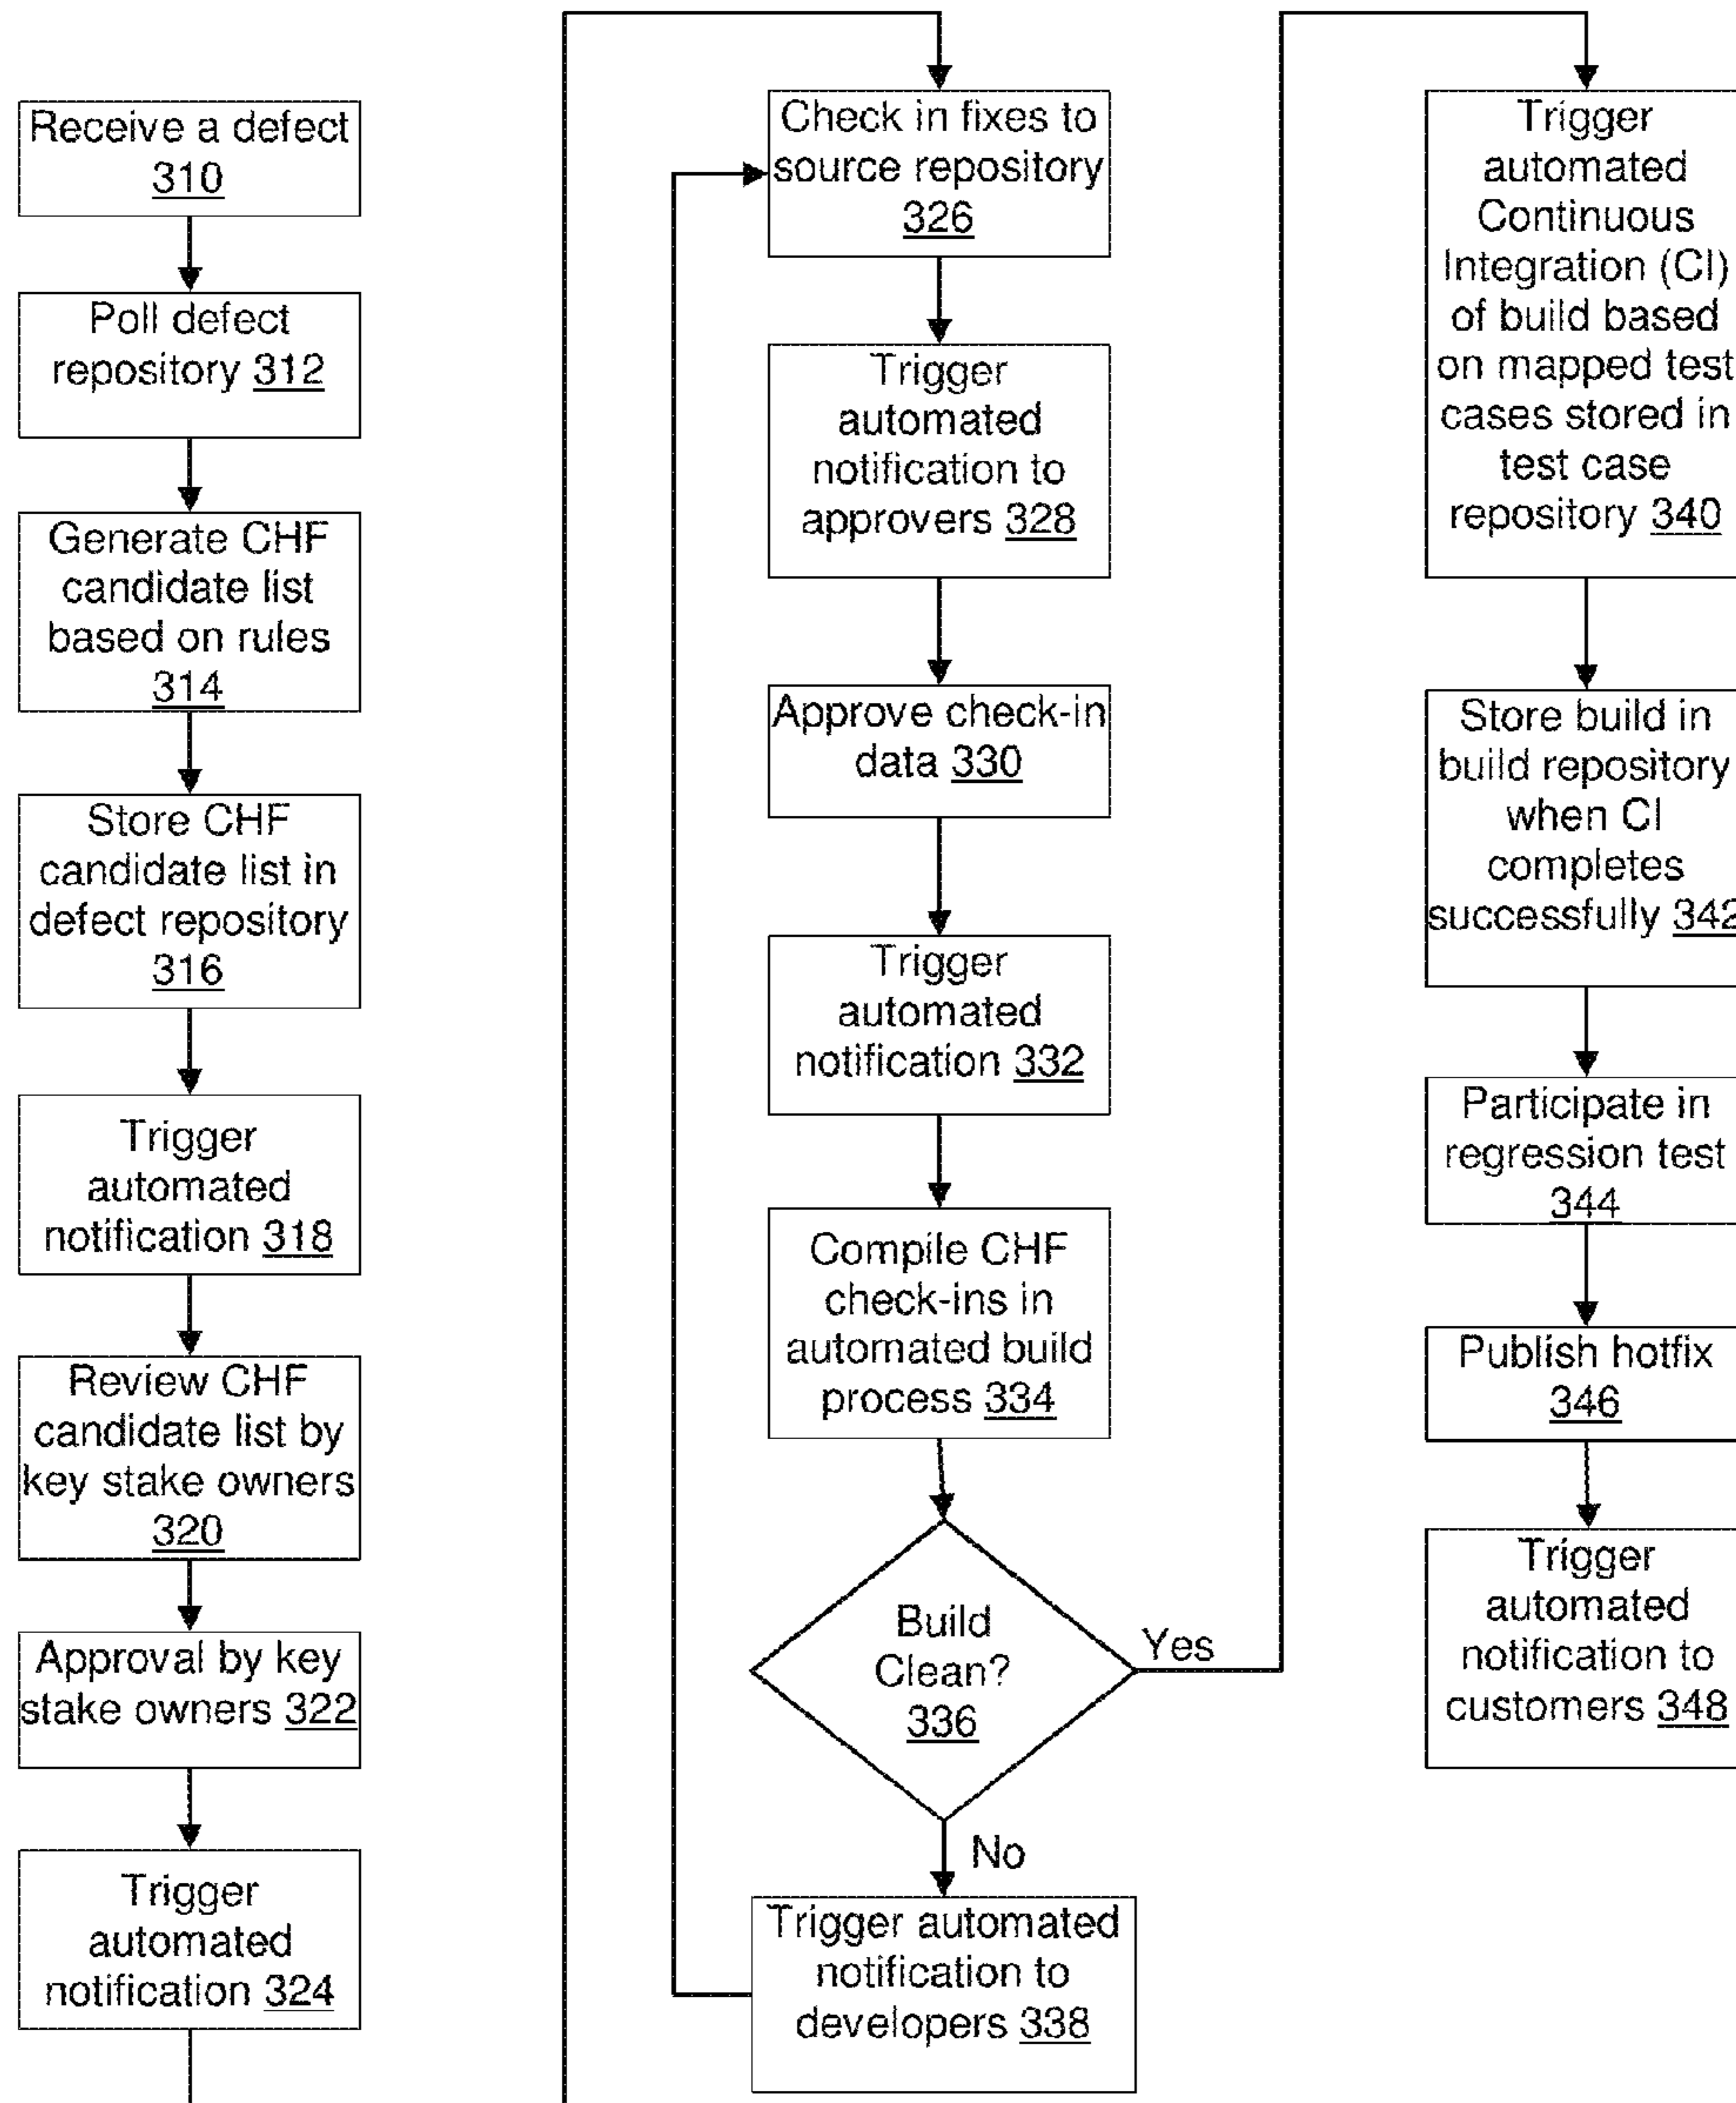 Receive a defect
310
Poll defect
repository 312
Generate CHF
candidate list
based on rules
314
Store CHF
candidate list in
defect repository
316
Trigger
automated
notification 318
Review CHF
candidate list by
key stake owners
320
Approval by key
stake owners 322
Trigger
automated
notification 324
Check in fixes to
source repository
326
Trigger
automated
notification to
approvers 328
Approve check-in
data 330
Trigger
automated
notification 332
Compile CHF
check-ins in
automated build
process 334
Build
Clean?
336
Yes
No
Trigger automated
notification to
developers 338
Trigger
automated
Continuous
Integration (CI)
of build based
on mapped test
cases stored in
test case
repository 340
Store build in
build repository
when CI
completes
successfully 342
Participate in
regression test
344
Publish hotfix
346
Trigger
automated
notification to
customers 348